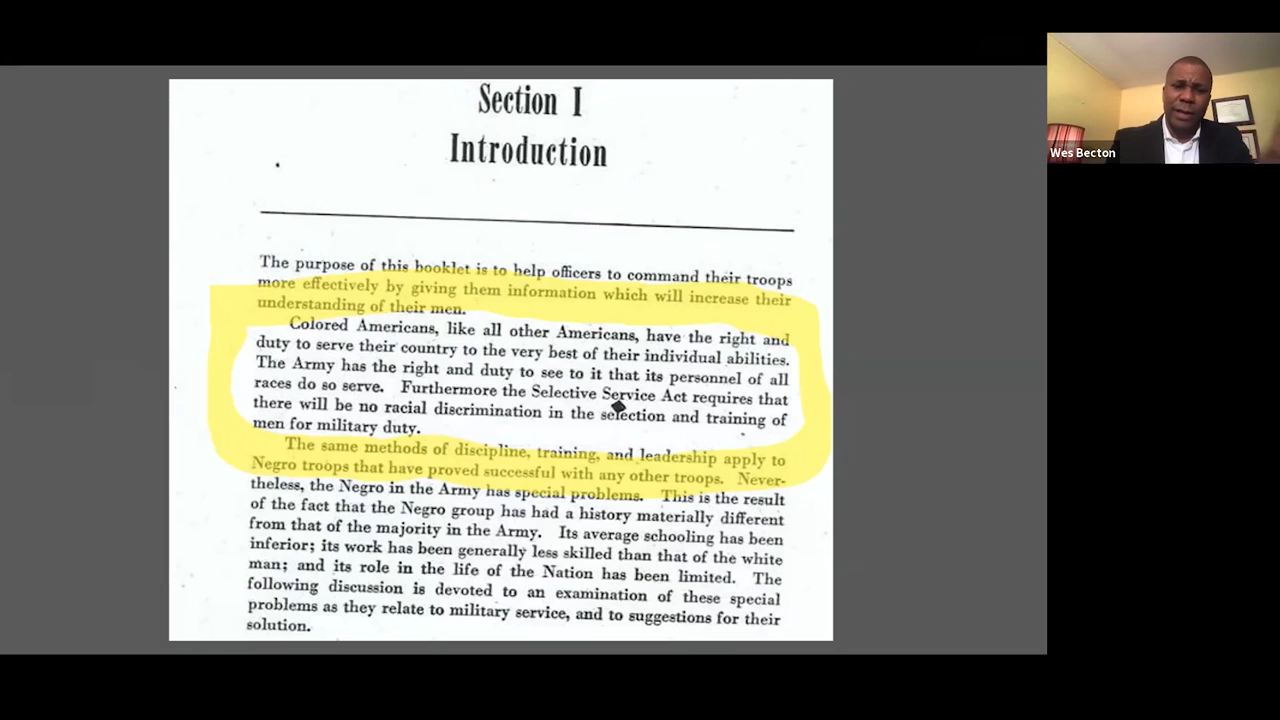 Section I
Introduction
The purpose of this booklet is to help officers to command their troops
more effectively by giving them information which will increase their
understanding of their men.
Colored Americans, like all other Americans, have the right and
duty to serve their country to the very best of their individual abilities.
The Army has the right and duty to see to it that its personnel of all
races do so serve. Furthermore the Selective Service Act requires that
there will be no racial discrimination in the selection and training of
men for military duty.
The same methods of discipline, training, and leadership apply to
Negro troops that have proved successful with any other troops. Never-
theless, the Negro in the Army has special problems. This is the result
of the fact that the Negro group has had a history materially different
from that of the majority in the Army. Its average schooling has been
inferior; its work has been generally less skilled than that of the white
man; and its role in the life of the Nation has been limited. The
following discussion is devoted to an examination of these special
problems as they relate to military service, and to suggestions for their
solution.
Wes Becton